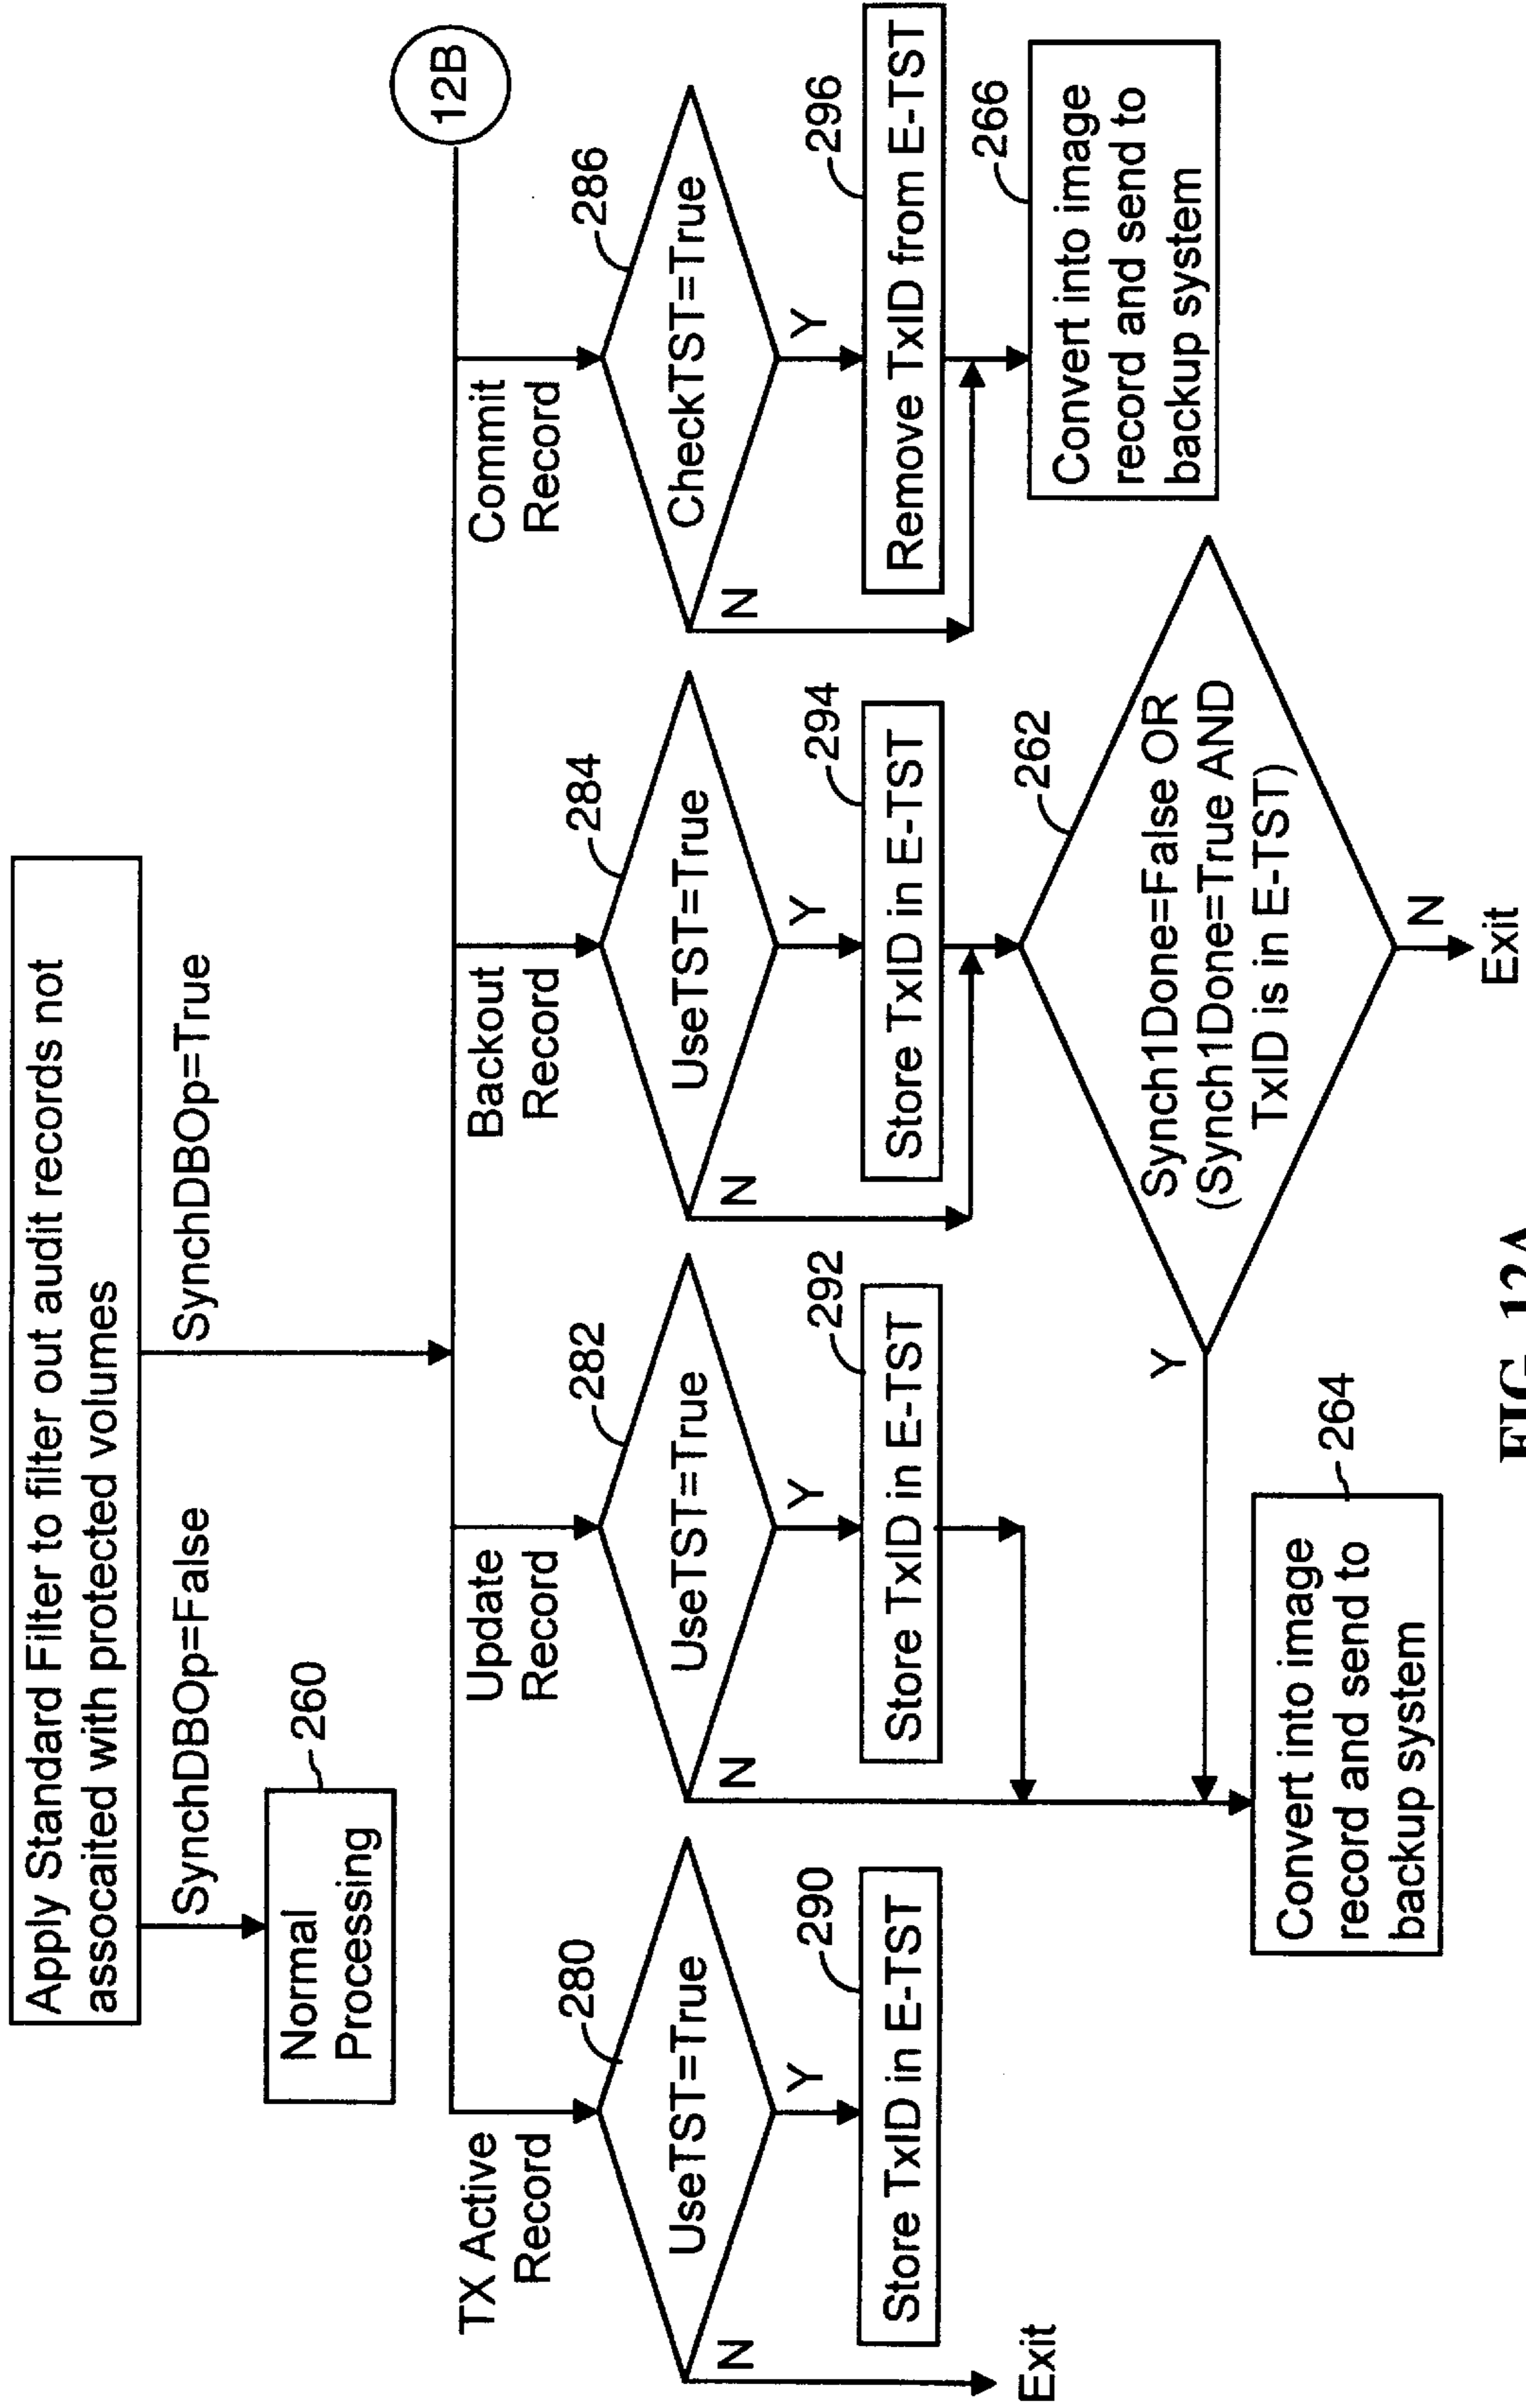 Apply Standard Filter to filter out audit records not
assocaited with protected volumes
SynchDBOp=False
SynchDBOp=True
Normal
Processing
260
12B
TX Active
Record
Update
Record
Backout
Record
Commit
Record
280
UseTST=True
N
Y
282
UseTST=True
N
Y
284
UseTST=True
N
Y
286
CheckTST=True
N
Y
290
Store TxID in E-TST
Exit
292
Store TxID in E-TST
294
Store TxID in E-TST
296
Remove TxID from E-TST
262
Synch1Done=False OR
(Synch1Done=True AND
TxID is in E-TST)
Y
N
Exit
266
Convert into image
record and send to
backup system
264
Convert into image
record and send to
backup system
FIG. 12A